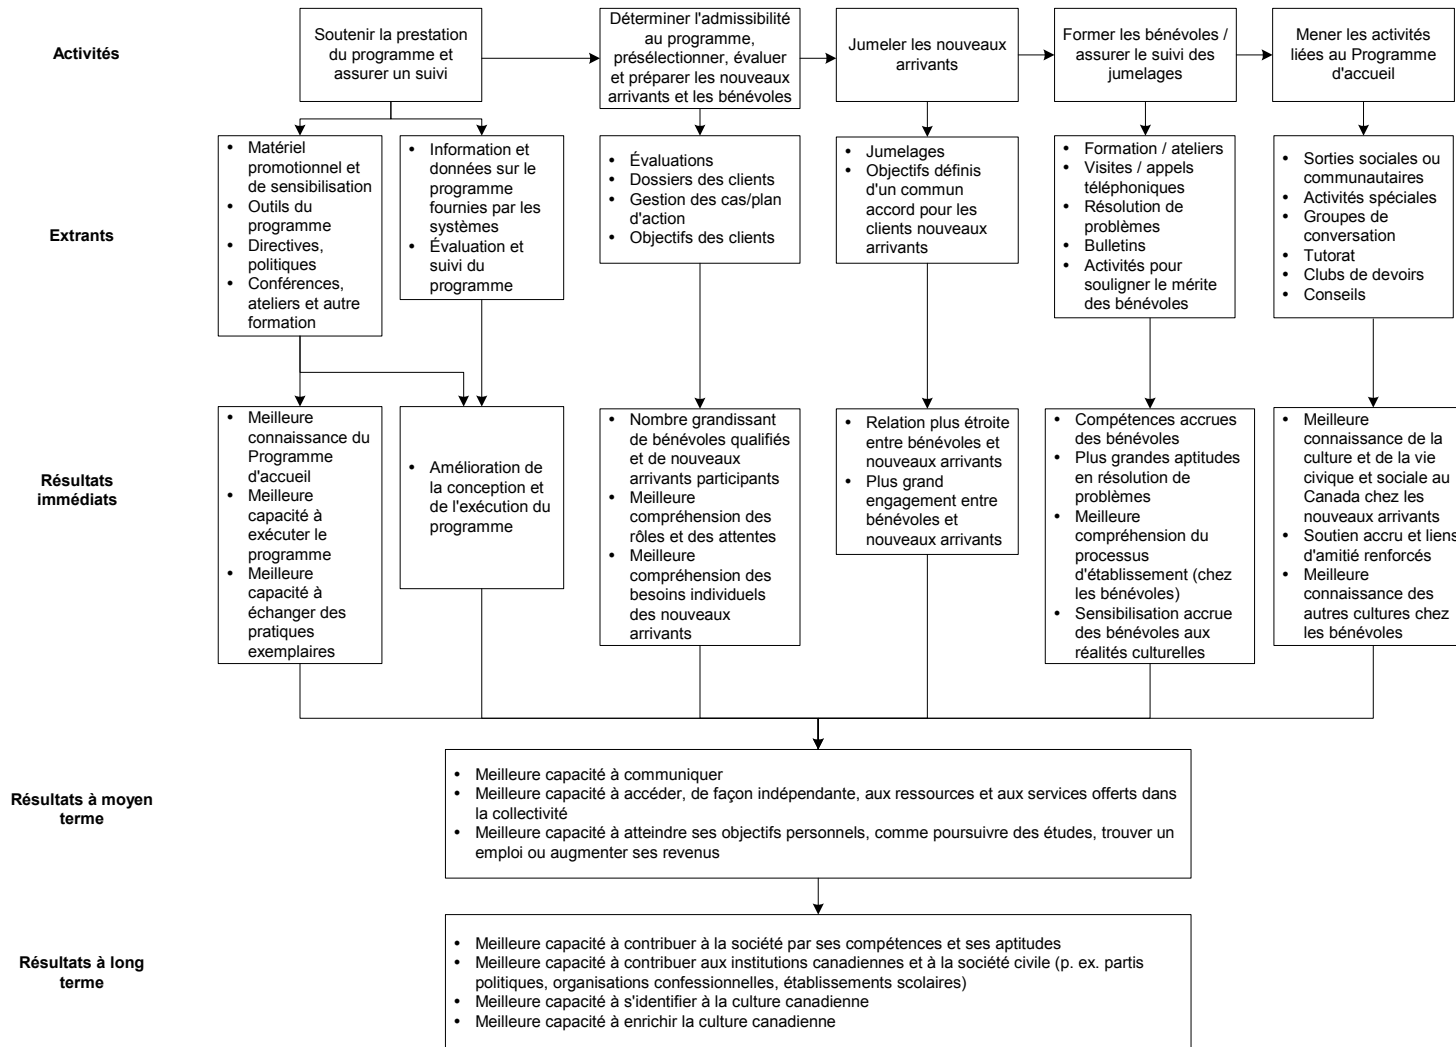 Activités
Soutenir la prestation
du programme et
assurer un suivi
Déterminer l'admissibilité
au programme,
présélectionner, évaluer
et préparer les nouveaux
arrivants et les bénévoles
Jumeler les nouveaux
arrivants
Former les bénévoles /
assurer le suivi des
jumelages
Mener les activités
liées au Programme
d'accueil
Extrants
• Matériel
promotionnel et
de sensibilisation
• Outils du
programme
• Directives,
politiques
• Conférences,
ateliers et autre
formation
• Information et
données sur le
programme
fournies par les
systèmes
• Évaluation et
suivi du
programme
• Évaluations
• Dossiers des clients
• Gestion des cas/plan
d'action
• Objectifs des clients
• Jumelages
• Objectifs définis
d'un commun
accord pour les
clients nouveaux
arrivants
• Formation / ateliers
• Visites / appels
téléphoniques
• Résolution de
problèmes
• Bulletins
• Activités pour
souligner le mérite
des bénévoles
• Sorties sociales ou
communautaires
• Activités spéciales
• Groupes de
conversation
• Tutorat
• Clubs de devoirs
• Conseils
Résultats
immédiats
• Meilleure
connaissance du
Programme
d'accueil
• Meilleure
capacité à
exécuter le
programme
• Meilleure
capacité à
échanger des
pratiques
exemplaires
• Amélioration de
la conception et
de l'exécution du
programme
• Nombre grandissant
de bénévoles qualifiés
et de nouveaux
arrivants participants
• Meilleure
compréhension des
rôles et des attentes
• Meilleure
compréhension des
besoins individuels
des nouveaux
arrivants
• Relation plus étroite
entre bénévoles et
nouveaux arrivants
• Plus grand
engagement entre
bénévoles et
nouveaux arrivants
• Compétences accrues
des bénévoles
• Plus grandes aptitudes
en résolution de
problèmes
• Meilleure
compréhension du
processus
d'établissement (chez
les bénévoles)
• Sensibilisation accrue
des bénévoles aux
réalités culturelles
• Meilleure
connaissance de la
culture et de la vie
civique et sociale au
Canada chez les
nouveaux arrivants
• Soutien accru et liens
d'amitié renforcés
• Meilleure
connaissance des
autres cultures chez
les bénévoles
Résultats à moyen
terme
• Meilleure capacité à communiquer
• Meilleure capacité à accéder, de façon indépendante, aux ressources et aux services offerts dans
la collectivité
• Meilleure capacité à atteindre ses objectifs personnels, comme poursuivre des études, trouver un
emploi ou augmenter ses revenus
Résultats à long
terme
• Meilleure capacité à contribuer à la société par ses compétences et ses aptitudes
• Meilleure capacité à contribuer aux institutions canadiennes et à la société civile (p. ex. partis
politiques, organisations confessionnelles, établissements scolaires)
• Meilleure capacité à s'identifier à la culture canadienne
• Meilleure capacité à enrichir la culture canadienne